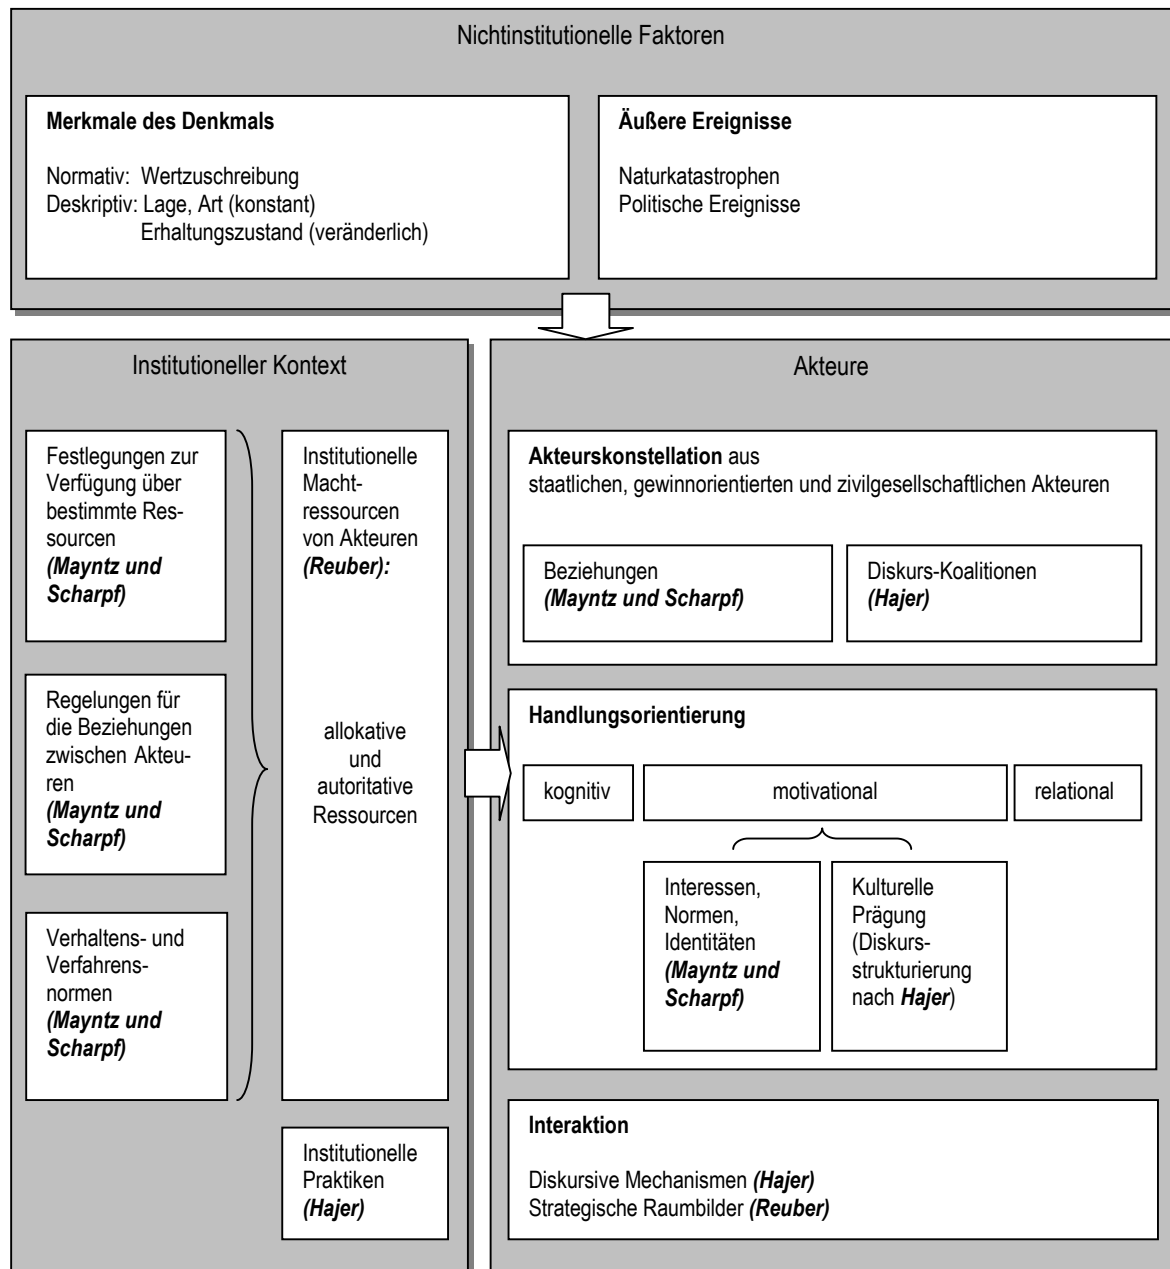 Nichtinstitutionelle Faktoren
Merkmale des Denkmals
Normativ: Wertzuschreibung
Deskriptiv: Lage, Art (konstant)
Erhaltungszustand (veränderlich)
Äußere Ereignisse
Naturkatastrophen
Politische Ereignisse
Institutioneller Kontext
Festlegungen zur
Verfügung über
bestimmte Res-
sourcen
(Mayntz und
Scharpf)
Regelungen für
die Beziehungen
zwischen Akteu-
ren
(Mayntz und
Scharpf)
Verhaltens- und
Verfahrens-
normen
(Mayntz und
Scharpf)
Institutionelle
Macht-
ressourcen
von Akteuren
(Reuber):
allokative
und
autoritative
Ressourcen
Institutionelle
Praktiken
(Hajer)
Akteure
Akteurskonstellation aus
staatlichen, gewinnorientierten und zivilgesellschaftlichen Akteuren
Beziehungen
(Mayntz und Scharpf)
Diskurs-Koalitionen
(Hajer)
Handlungsorientierung
kognitiv
motivational
relational
Interessen,
Normen,
Identitäten
(Mayntz und
Scharpf)
Kulturelle
Prägung
(Diskurs-
strukturierung
nach Hajer)
Interaktion
Diskursive Mechanismen (Hajer)
Strategische Raumbilder (Reuber)